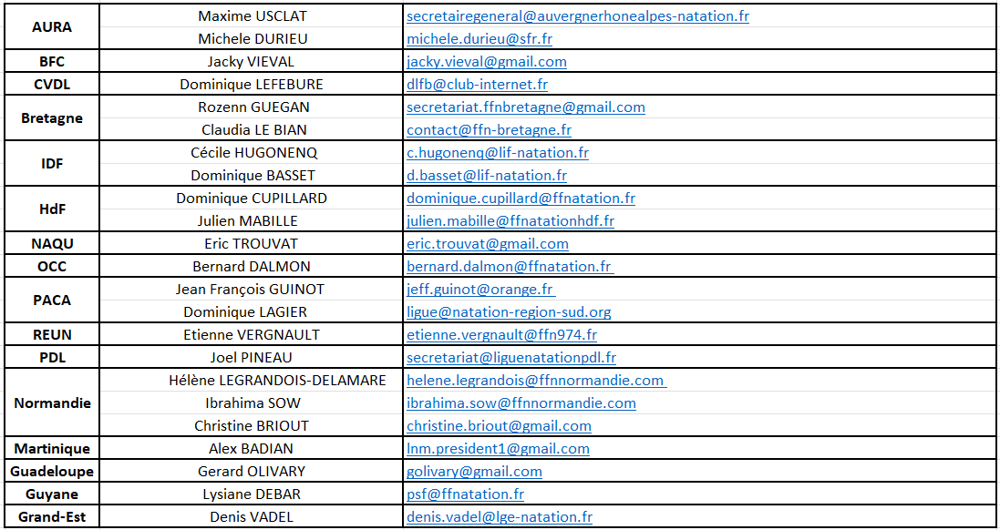 AURA Maxime USCLAT secretairegeneral@auvergnerhonealpes-natation.fr
Michele DURIEU michele.durieu@sfr.fr
BFC Jacky VIEVAL jacky.vieval@gmail.com
CVDL Dominique LEFEBURE dlfb@club-internet.fr
Bretagne Rozenn GUEGAN secretariat.ffnbretagne@gmail.com
Claudia LE BIAN contact@ffn-bretagne.fr
IDF Cécile HUGONENQ c.hugonenq@lif-natation.fr
Dominique BASSET d.basset@lif-natation.fr
HdF Dominique CUPILLARD dominique.cupillard@ffnatation.fr
Julien MABILLE julien.mabille@ffnatationhdf.fr
NAQU Eric TROUVAT eric.trouvat@gmail.com
OCC Bernard DALMON bernard.dalmon@ffnatation.fr
PACA Jean François GUINOT jeff.guinot@orange.fr
Dominique LAGIER ligue@natation-region-sud.org
REUN Etienne VERGNAULT etienne.vergnault@ffn974.fr
PDL Joel PINEAU secretariat@liguenatationpdl.fr
Normandie Hélène LEGRANDOIS-DELAMARE helene.legrandois@ffnnormandie.com
Ibrahima SOW ibrahima.sow@ffnnormandie.com
Christine BRIOUT christine.briout@gmail.com
Martinique Alex BADIAN lnm.president1@gmail.com
Guadeloupe Gerard OLIVARY golivary@gmail.com
Guyane Lysiane DEBAR psf@ffnatation.fr
Grand-Est Denis VADEL denis.vadel@lge-natation.fr